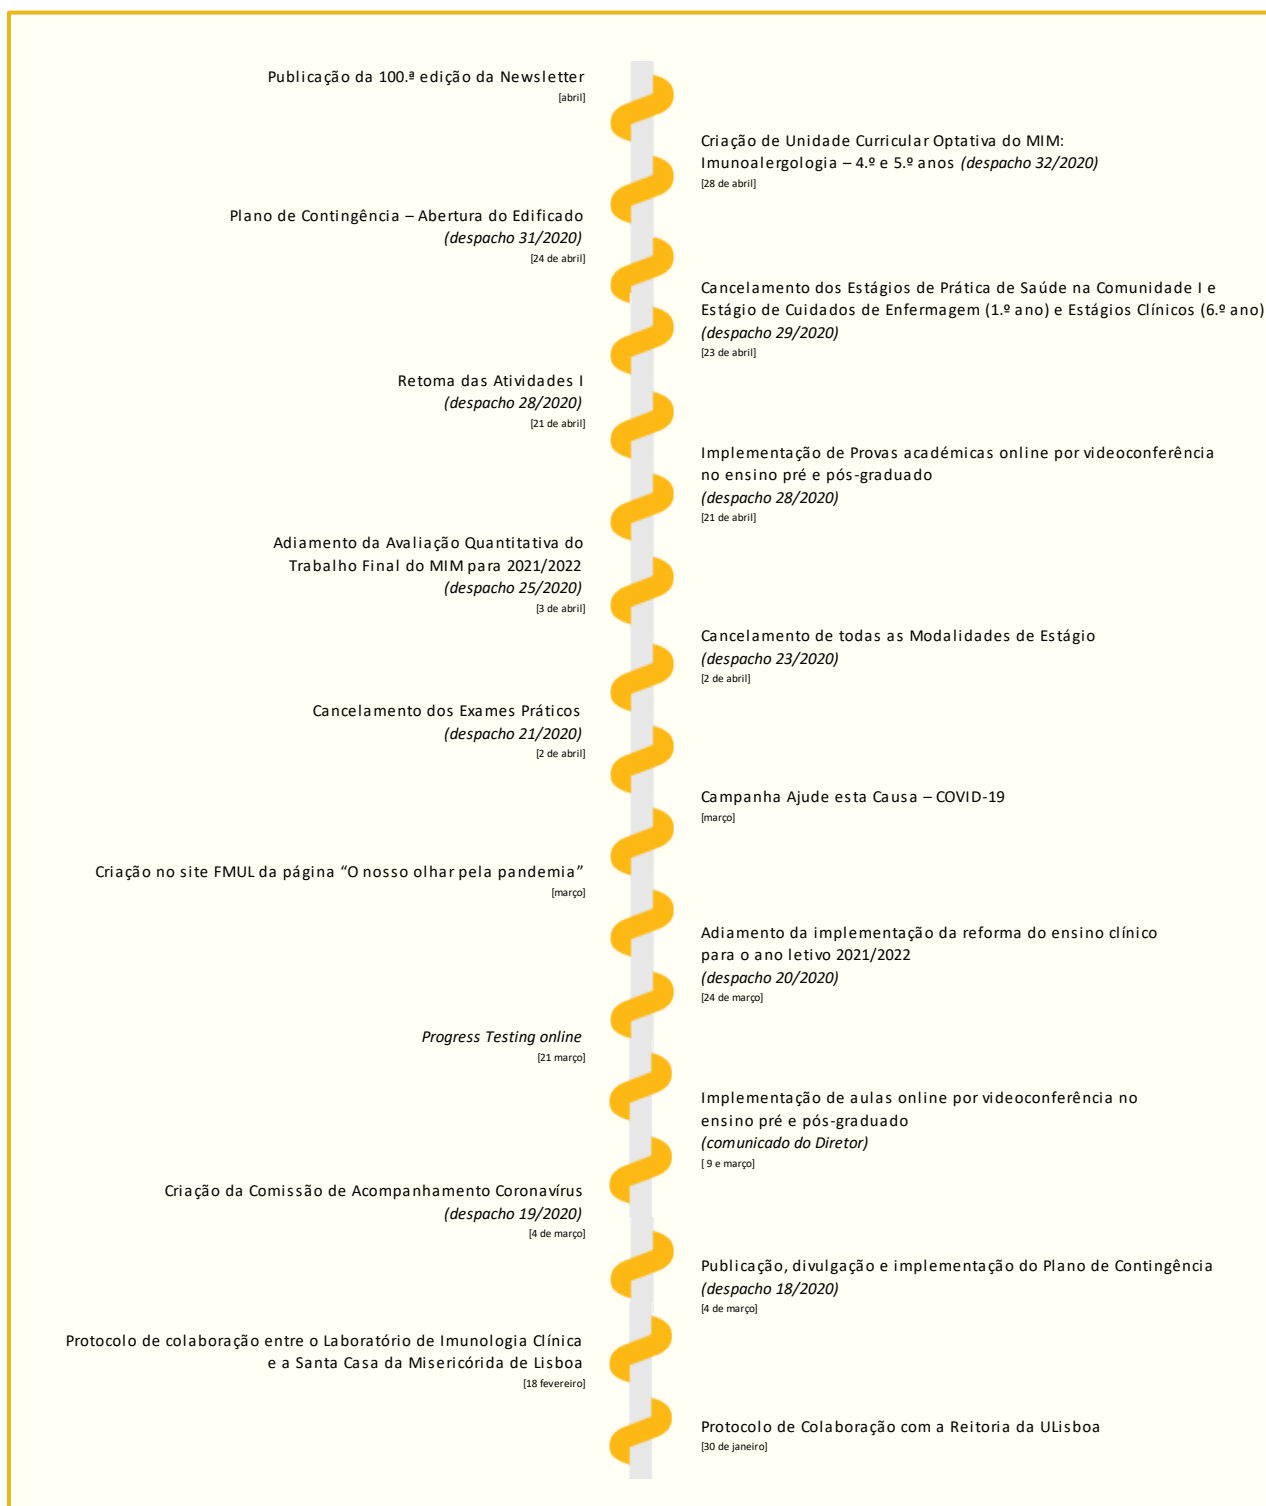 Publicação da 100.ª edição da Newsletter
[abril]
Criação de Unidade Curricular Optativa do MIM:
Imunoalergologia – 4.º e 5.º anos (despacho 32/2020)
[28 de abril]
Plano de Contingência – Abertura do Edificado
(despacho 31/2020)
[24 de abril]
Cancelamento dos Estágios de Prática de Saúde na Comunidade I e
Estágio de Cuidados de Enfermagem (1.º ano) e Estágios Clínicos (6.º ano)
(despacho 29/2020)
[23 de abril]
Retoma das Atividades I
(despacho 28/2020)
[21 de abril]
Implementação de Provas académicas online por videoconferência
no ensino pré e pós-graduado
(despacho 28/2020)
[21 de abril]
Adiamento da Avaliação Quantitativa do
Trabalho Final do MIM para 2021/2022
(despacho 25/2020)
[3 de abril]
Cancelamento de todas as Modalidades de Estágio
(despacho 23/2020)
[2 de abril]
Cancelamento dos Exames Práticos
(despacho 21/2020)
[2 de abril]
Campanha Ajude esta Causa – COVID-19
[março]
Criação no site FMUL da página “O nosso olhar pela pandemia”
[março]
Adiamento da implementação da reforma do ensino clínico
para o ano letivo 2021/2022
(despacho 20/2020)
[24 de março]
Progress Testing online
[21 março]
Implementação de aulas online por videoconferência no
ensino pré e pós-graduado
(comunicado do Diretor)
[ 9 e março]
Criação da Comissão de Acompanhamento Coronavírus
(despacho 19/2020)
[4 de março]
Publicação, divulgação e implementação do Plano de Contingência
(despacho 18/2020)
[4 de março]
Protocolo de colaboração entre o Laboratório de Imunologia Clínica
e a Santa Casa da Misericórida de Lisboa
[18 fevereiro]
Protocolo de Colaboração com a Reitoria da ULisboa
[30 de janeiro]